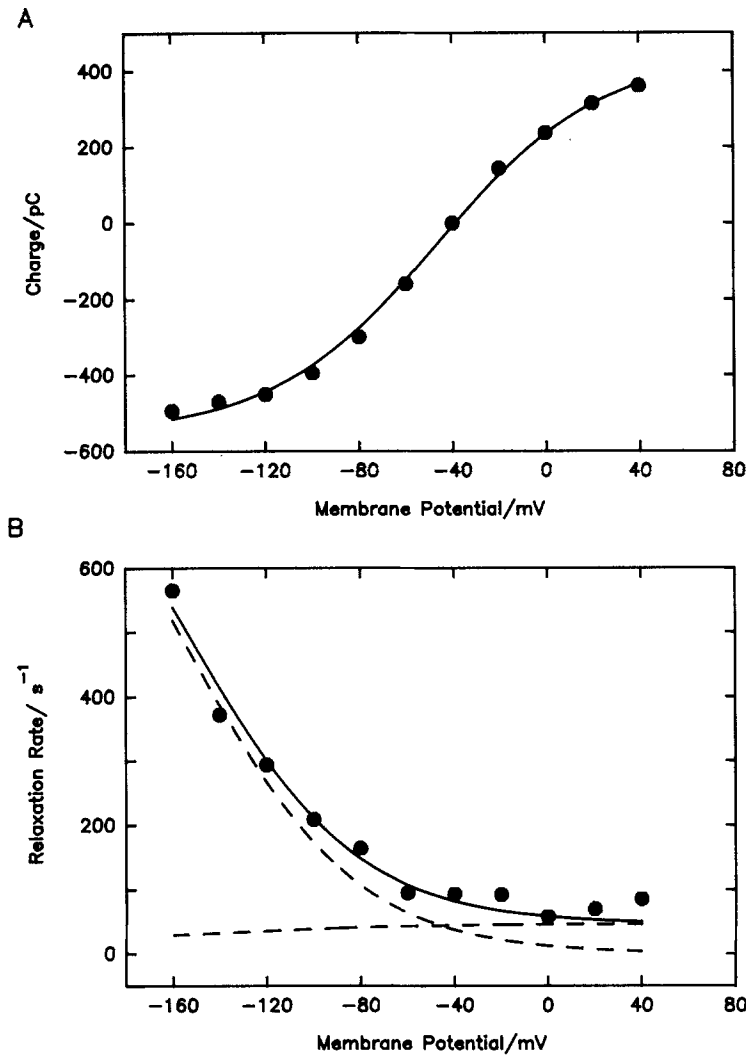 A
400
200
0
−200
−400
−600
Charge/pC
−160 −120 −80 −40 0 40 80
Membrane Potential/mV
B
600
400
200
0
Relaxation Rate/ s⁻¹
−160 −120 −80 −40 0 40 80
Membrane Potential/mV